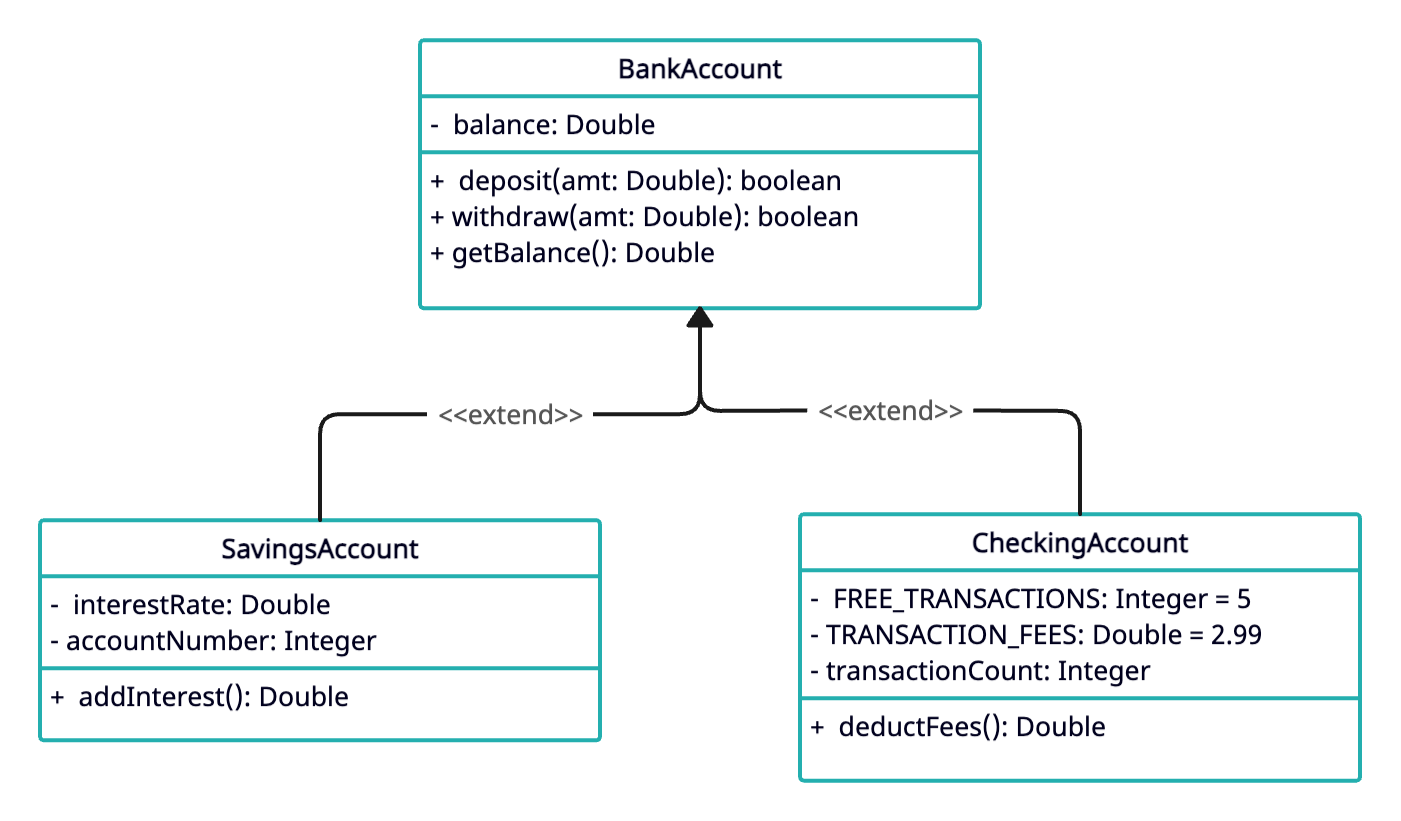 BankAccount
-  balance: Double
+  deposit(amt: Double): boolean
+ withdraw(amt: Double): boolean
+ getBalance(): Double
<<extend>>
<<extend>>
SavingsAccount
-  interestRate: Double
- accountNumber: Integer
+  addInterest(): Double
CheckingAccount
-  FREE_TRANSACTIONS: Integer = 5
- TRANSACTION_FEES: Double = 2.99
- transactionCount: Integer
+  deductFees(): Double